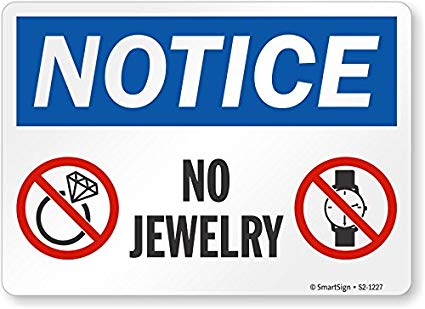 NOTICE
NO
JEWELRY
© SmartSign • S2-1227